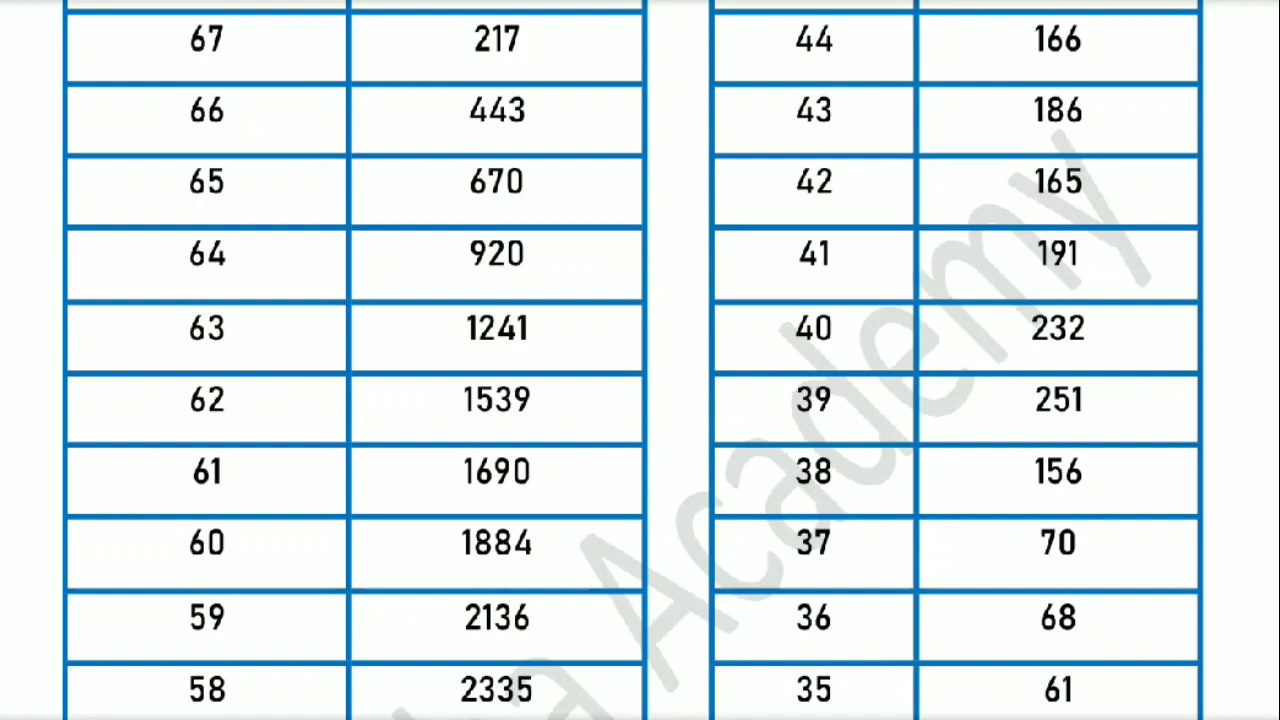 67 217 44 166
66 443 43 186
65 670 42 165
64 920 41 191
63 1241 40 232
62 1539 39 251
61 1690 38 156
60 1884 37 70
59 2136 36 68
58 2335 35 61
Academy